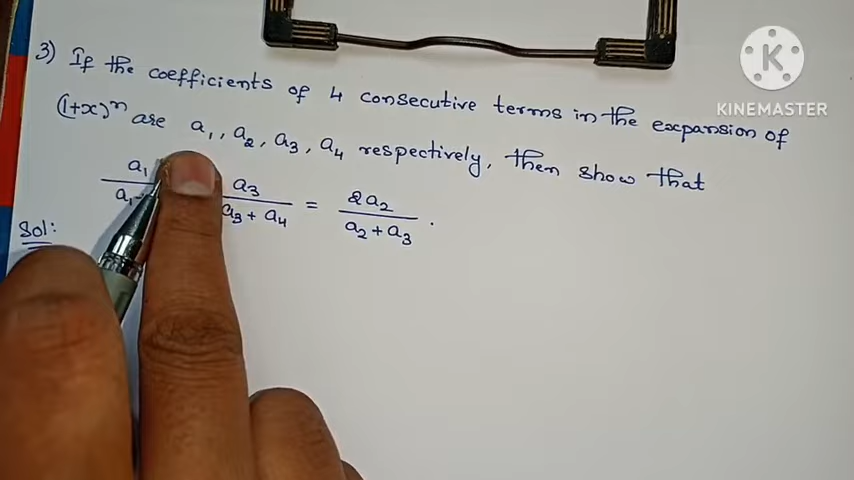 3) If the coefficients of 4 consecutive terms in the expansion of
(1+x)^n are a₁, a₂, a₃, a₄ respectively, then show that
a₁ / a₁ a₃ / a₃ + a₄ = 2a₂ / a₂ + a₃ .
Sol:
K
KINEMASTER